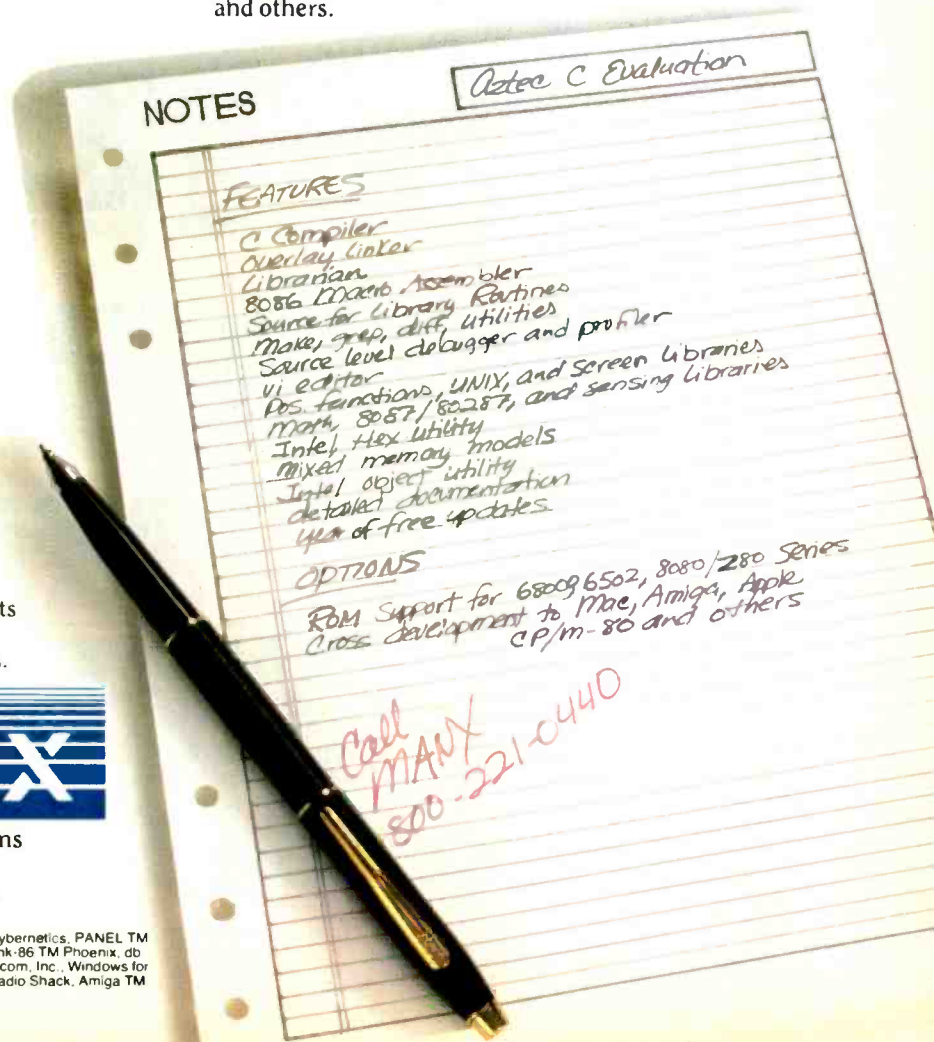 and others.
NOTES
Aztec C Evaluation
FEATURES
C Compiler
Overlay Linker
Librarian
8086 Macro Assembler
Source for Library Routines
Make, grep, diff, utilities
Source level debugger and profiler
vi editor
Dos. functions, UNIX, and screen libraries
Math, 8087/80287, and sensing libraries
Intel Hex Utility
mixed memory models
Intel object utility
detailed documentation
year of free updates
OPTIONS
ROM Support for 68009 6502, 8080/Z80 Series
Cross development to Mac, Amiga, Apple
CP/m-80 and others
Call
MANX
800-221-0440
ts
s.
X
ns
ybernetics, PANEL TM
nk-86 TM Phoenix, db
com, Inc., Windows for
adio Shack, Amiga TM